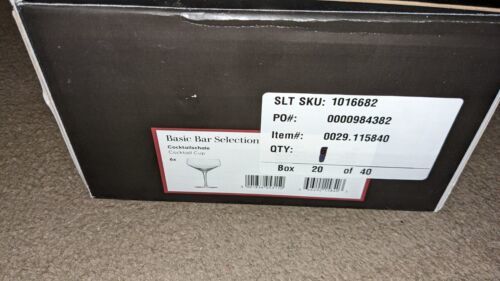 SLT SKU: 1016682
PO#: 0000984382
Item#: 0029.115840
QTY:
Box 20 of 40
Basic Bar Selection
Cocktailschale
Cocktail Cup
6x